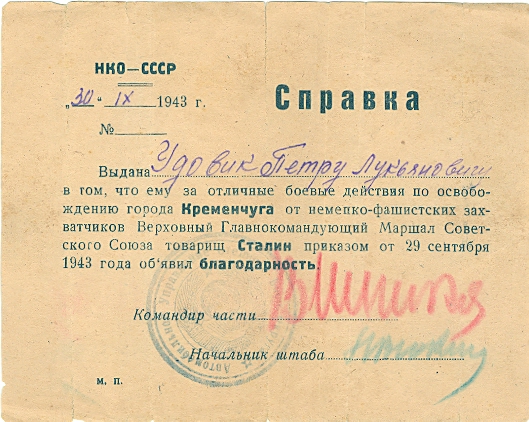 НКО—СССР
„30“ IX 1943 г.
Справка
№
Выдана Удовик Петру Лукьяновичу
в том, что ему за отличные боевые действия по освобо-
ждению города Кременчуга от немецко-фашистских зах-
ватчиков Верховный Главнокомандующий Маршал Совет-
ского Союза товарищ Сталин приказом от 29 сентября
1943 года об'явил благодарность.
Командир части
Начальник штаба
м. п.